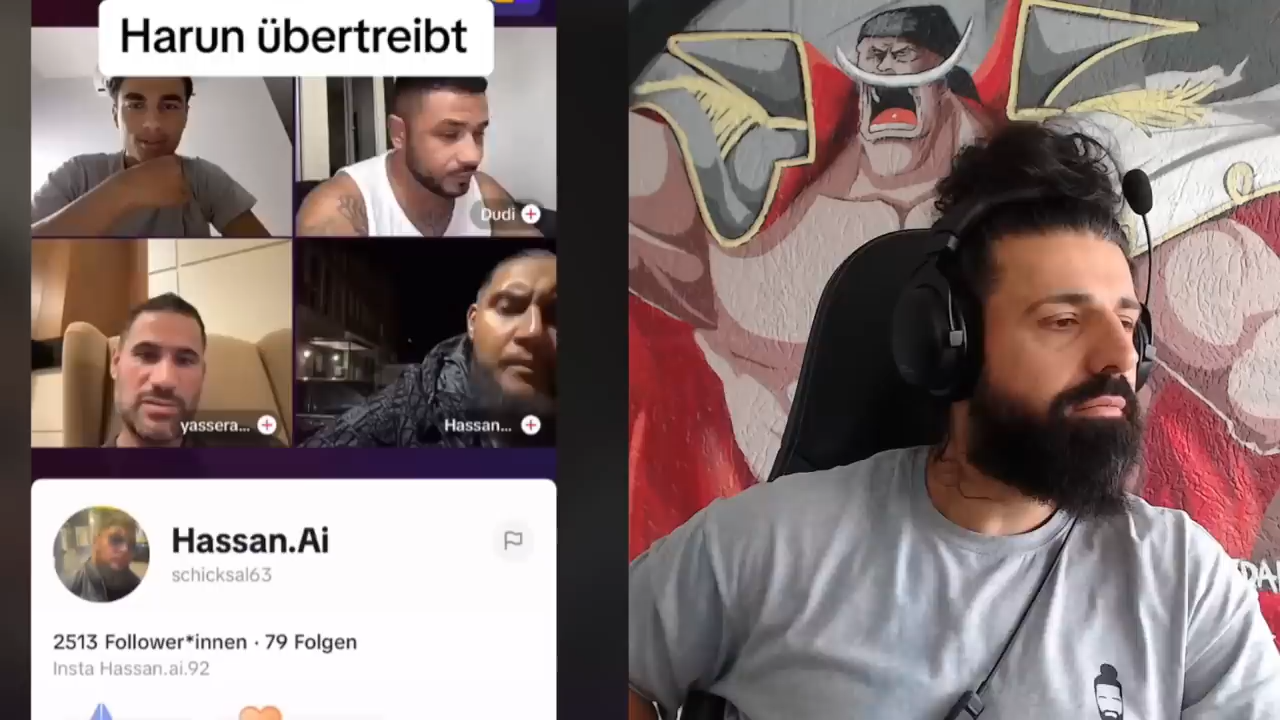 Harun übertreibt
Dudi
yassera...
Hassan...
Hassan.Ai
schicksal63
2513 Follower*innen · 79 Folgen
Insta Hassan.ai.92